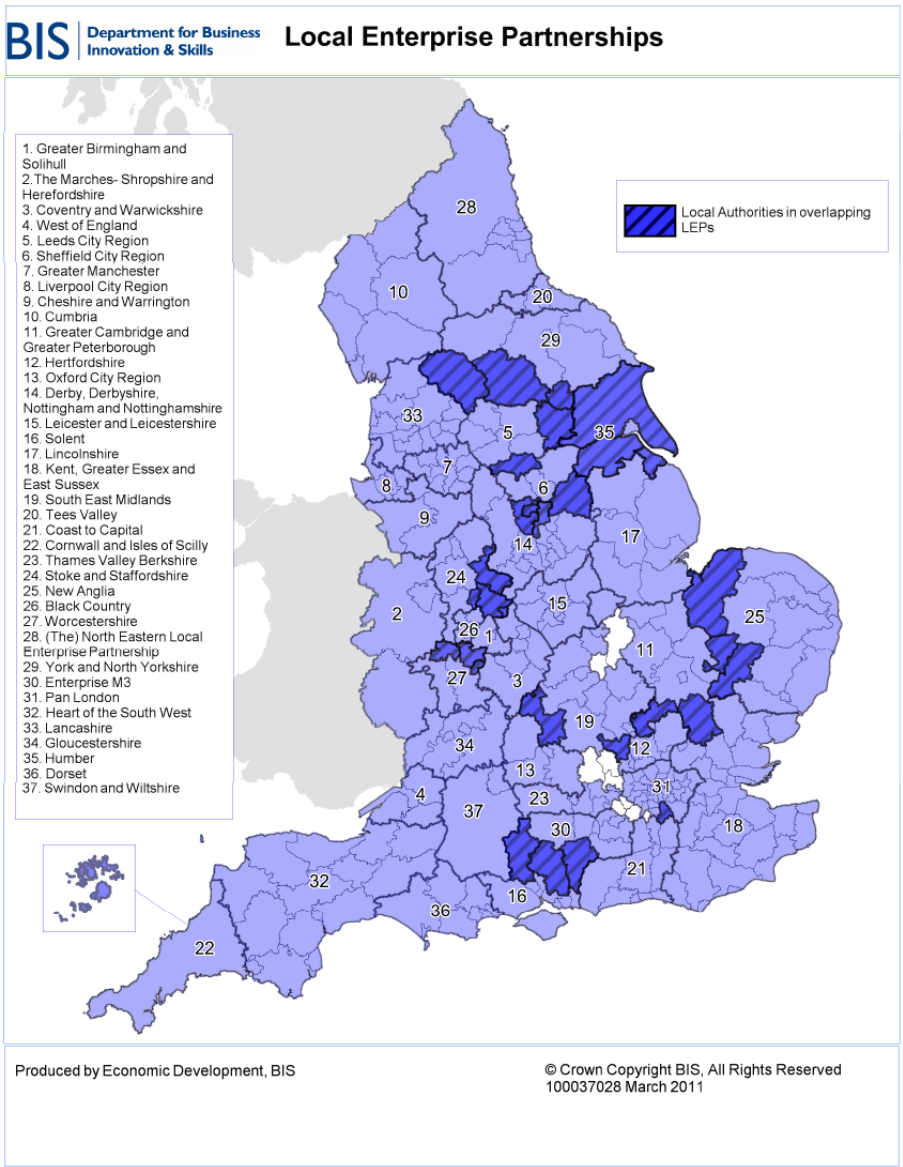 BIS
Department for Business
Innovation & Skills
Local Enterprise Partnerships
1. Greater Birmingham and
Solihull
2.The Marches- Shropshire and
Herefordshire
3. Coventry and Warwickshire
4. West of England
5. Leeds City Region
6. Sheffield City Region
7. Greater Manchester
8. Liverpool City Region
9. Cheshire and Warrington
10. Cumbria
11. Greater Cambridge and
Greater Peterborough
12. Hertfordshire
13. Oxford City Region
14. Derby, Derbyshire,
Nottingham and Nottinghamshire
15. Leicester and Leicestershire
16. Solent
17. Lincolnshire
18. Kent, Greater Essex and
East Sussex
19. South East Midlands
20. Tees Valley
21. Coast to Capital
22. Cornwall and Isles of Scilly
23. Thames Valley Berkshire
24. Stoke and Staffordshire
25. New Anglia
26. Black Country
27. Worcestershire
28. (The) North Eastern Local
Enterprise Partnership
29. York and North Yorkshire
30. Enterprise M3
31. Pan London
32. Heart of the South West
33. Lancashire
34. Gloucestershire
35. Humber
36. Dorset
37. Swindon and Wiltshire
Local Authorities in overlapping
LEPs
28
10
20
29
33
5
35
7
8
6
9
14
17
24
2
15
25
26
1
11
27
3
19
34
12
13
4
23
31
37
30
18
21
32
16
36
22
Produced by Economic Development, BIS
© Crown Copyright BIS, All Rights Reserved
100037028 March 2011